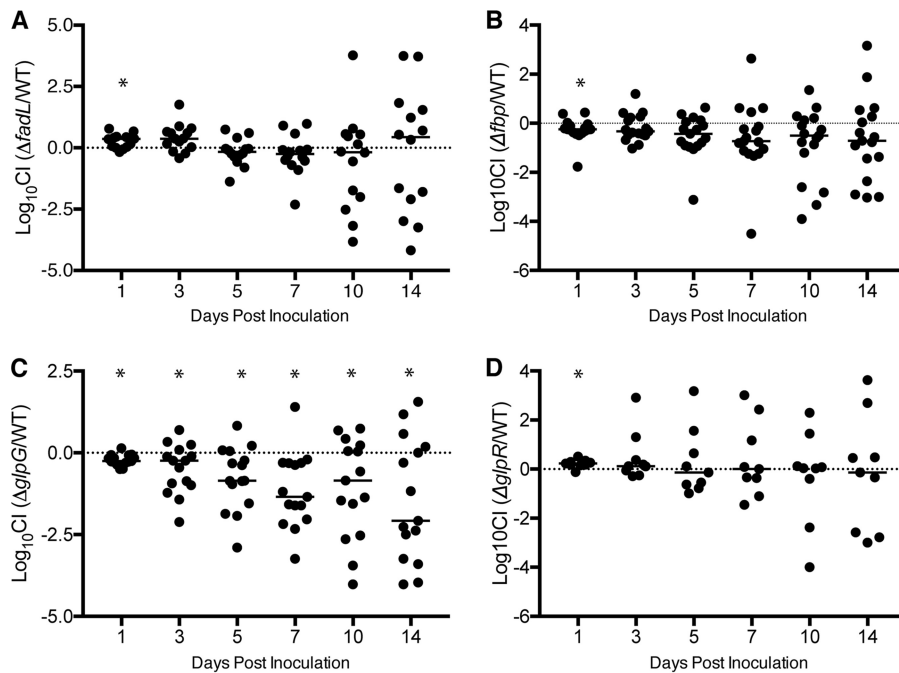 A
Log10CI (ΔfadL/WT)
5.0
2.5
0.0
-2.5
-5.0
*
1 3 5 7 10 14
Days Post Inoculation
B
Log10CI (Δfbp/WT)
4
2
0
-2
-4
-6
*
1 3 5 7 10 14
Days Post Inoculation
C
Log10CI (ΔglpG/WT)
2.5
0.0
-2.5
-5.0
* * * * * *
1 3 5 7 10 14
Days Post Inoculation
D
Log10CI (ΔglpR/WT)
4
2
0
-2
-4
-6
*
1 3 5 7 10 14
Days Post Inoculation